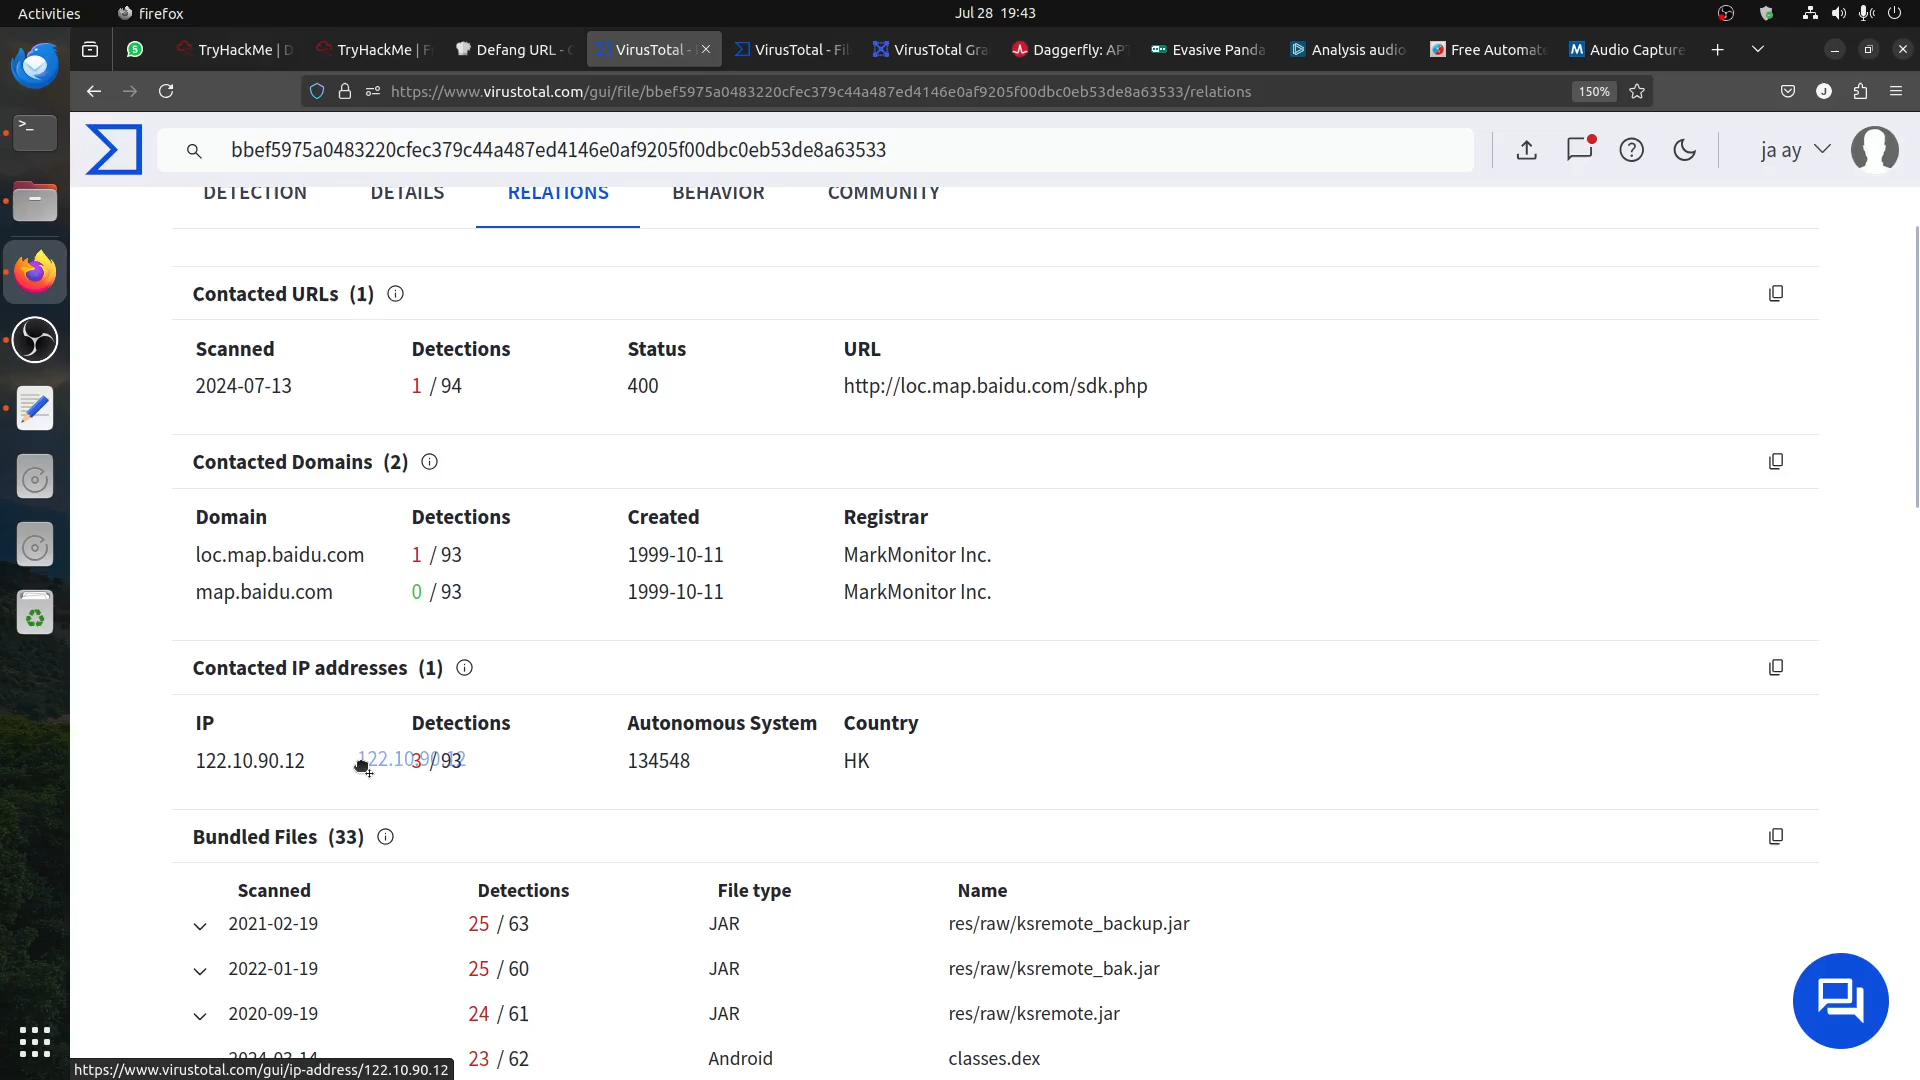 Activities
firefox
Jul 28 19:43
TryHackMe | D
TryHackMe | F
Defang URL - C
VirusTotal -
VirusTotal - Fil
VirusTotal Gra
Daggerfly: AP
Evasive Panda
Analysis audio
Free Automat
Audio Capture
https://www.virustotal.com/gui/file/bbef5975a0483220cfec379c44a487ed4146e0af9205f00dbc0eb53de8a63533/relations
150%
J
bbef5975a0483220cfec379c44a487ed4146e0af9205f00dbc0eb53de8a63533
ja ay
DETECTION DETAILS RELATIONS BEHAVIOR COMMUNITY
Contacted URLs (1)
Scanned Detections Status URL
2024-07-13 1 / 94 400 http://loc.map.baidu.com/sdk.php
Contacted Domains (2)
Domain Detections Created Registrar
loc.map.baidu.com 1 / 93 1999-10-11 MarkMonitor Inc.
map.baidu.com 0 / 93 1999-10-11 MarkMonitor Inc.
Contacted IP addresses (1)
IP Detections Autonomous System Country
122.10.90.12 122.10.90.12 3 / 93 134548 HK
Bundled Files (33)
Scanned Detections File type Name
2021-02-19 25 / 63 JAR res/raw/ksremote_backup.jar
2022-01-19 25 / 60 JAR res/raw/ksremote_bak.jar
2020-09-19 24 / 61 JAR res/raw/ksremote.jar
2024-03-14 23 / 62 Android classes.dex
https://www.virustotal.com/gui/ip-address/122.10.90.12